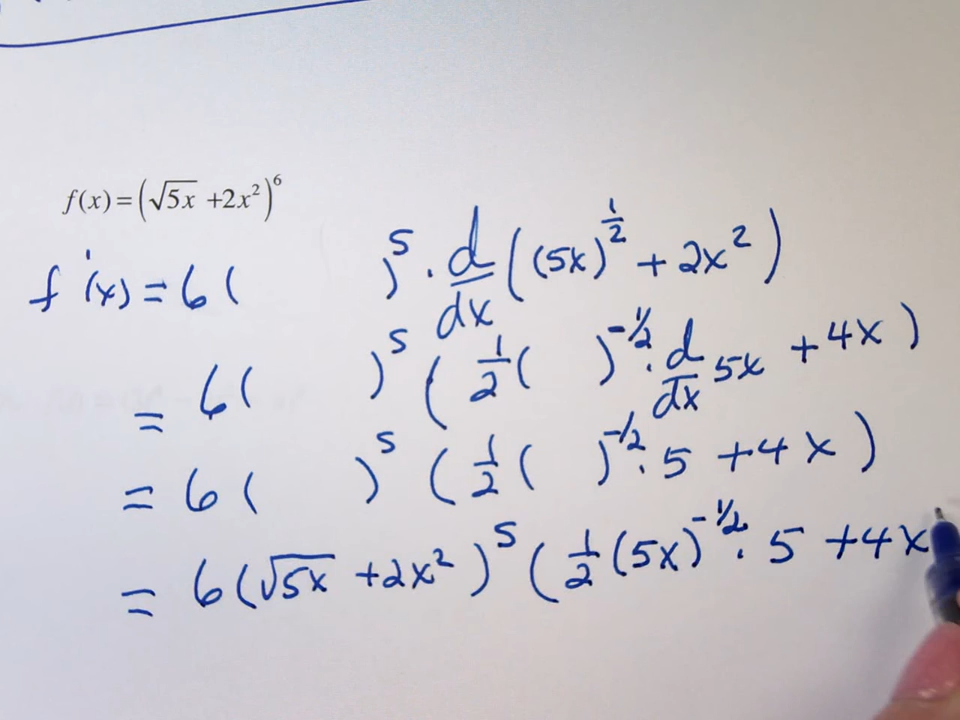 f(x) = (√5x + 2x²)⁶
f'(x) = 6(    )⁵ · d/dx ((5x)^½ + 2x²)
= 6(    )⁵ (½(    )^-½ · d/dx 5x + 4x)
= 6(    )⁵ (½(    )^-½ · 5 + 4x)
= 6(√5x + 2x²)⁵ (½(5x)^-½ · 5 + 4x